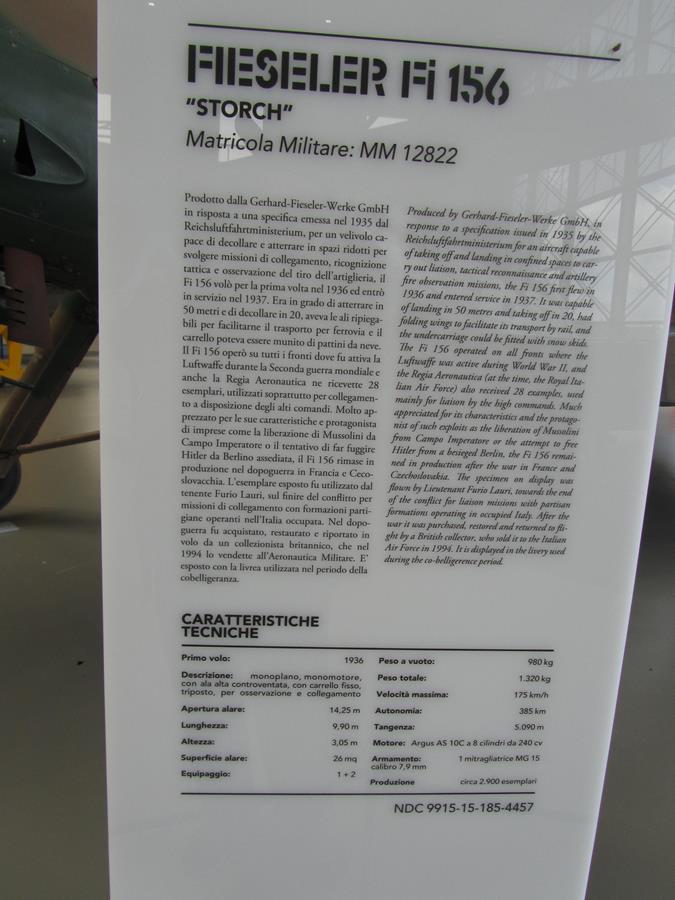 FIESELER Fi 156
"STORCH"
Matricola Militare: MM 12822
Prodotto dalla Gerhard-Fieseler-Werke GmbH
in risposta a una specifica emessa nel 1935 dal
Reichsluftfahrtministerium, per un velivolo ca-
pace di decollare e atterrare in spazi ridotti per
svolgere missioni di collegamento, ricognizione
tattica e osservazione del tiro dell'artiglieria, il
Fi 156 volò per la prima volta nel 1936 ed entrò
in servizio nel 1937. Era in grado di atterrare in
50 metri e di decollare in 20, aveva le ali ripiega-
bili per facilitarne il trasporto per ferrovia e il
carrello poteva essere munito di pattini da neve.
Il Fi 156 operò su tutti i fronti dove fu attiva la
Luftwaffe durante la Seconda guerra mondiale e
anche la Regia Aeronautica ne ricevette 28
esemplari, utilizzati soprattutto per collegamen-
to a disposizione degli alti comandi. Molto ap-
prezzato per le sue caratteristiche e protagonista
di imprese come la liberazione di Mussolini da
Campo Imperatore o il tentativo di far fuggire
Hitler da Berlino assediata, il Fi 156 rimase in
produzione nel dopoguerra in Francia e Ceco-
slovacchia. L'esemplare esposto fu utilizzato dal
tenente Furio Lauri, sul finire del conflitto per
missioni di collegamento con formazioni parti-
giane operanti nell'Italia occupata. Nel dopo-
guerra fu acquistato, restaurato e riportato in
volo da un collezionista britannico, che nel
1994 lo vendette all'Aeronautica Militare. E'
esposto con la livrea utilizzata nel periodo della
cobelligeranza.
Produced by Gerhard-Fieseler-Werke GmbH, in
response to a specification issued in 1935 by the
Reichsluftfahrtministerium for an aircraft capable
of taking off and landing in confined spaces to car-
ry out liaison, tactical reconnaissance and artillery
fire observation missions, the Fi 156 first flew in
1936 and entered service in 1937. It was capable
of landing in 50 metres and taking off in 20, had
folding wings to facilitate its transport by rail, and
the undercarriage could be fitted with snow skids.
The Fi 156 operated on all fronts where the
Luftwaffe was active during World War II, and
the Regia Aeronautica (at the time, the Royal Ita-
lian Air Force) also received 28 examples, used
mainly for liaison by the high commands. Much
appreciated for its characteristics and the protago-
nist of such exploits as the liberation of Mussolini
from Campo Imperatore or the attempt to free
Hitler from a besieged Berlin, the Fi 156 remai-
ned in production after the war in France and
Czechoslovakia. The specimen on display was
flown by Lieutenant Furio Lauri, towards the end
of the conflict for liaison missions with partisan
formations operating in occupied Italy. After the
war it was purchased, restored and returned to fli-
ght by a British collector, who sold it to the Italian
Air Force in 1994. It is displayed in the livery used
during the co-belligerence period.
CARATTERISTICHE
TECNICHE
Primo volo: 1936
Descrizione: monoplano, monomotore,
con ala alta controventata, con carrello fisso,
triposto, per osservazione e collegamento
Apertura alare: 14,25 m
Lunghezza: 9,90 m
Altezza: 3,05 m
Superficie alare: 26 mq
Equipaggio: 1 + 2
Peso a vuoto: 980 kg
Peso totale: 1.320 kg
Velocità massima: 175 km/h
Autonomia: 385 km
Tangenza: 5.090 m
Motore: Argus AS 10C a 8 cilindri da 240 cv
Armamento: 1 mitragliatrice MG 15
calibro 7,9 mm
Produzione circa 2.900 esemplari
NDC 9915-15-185-4457